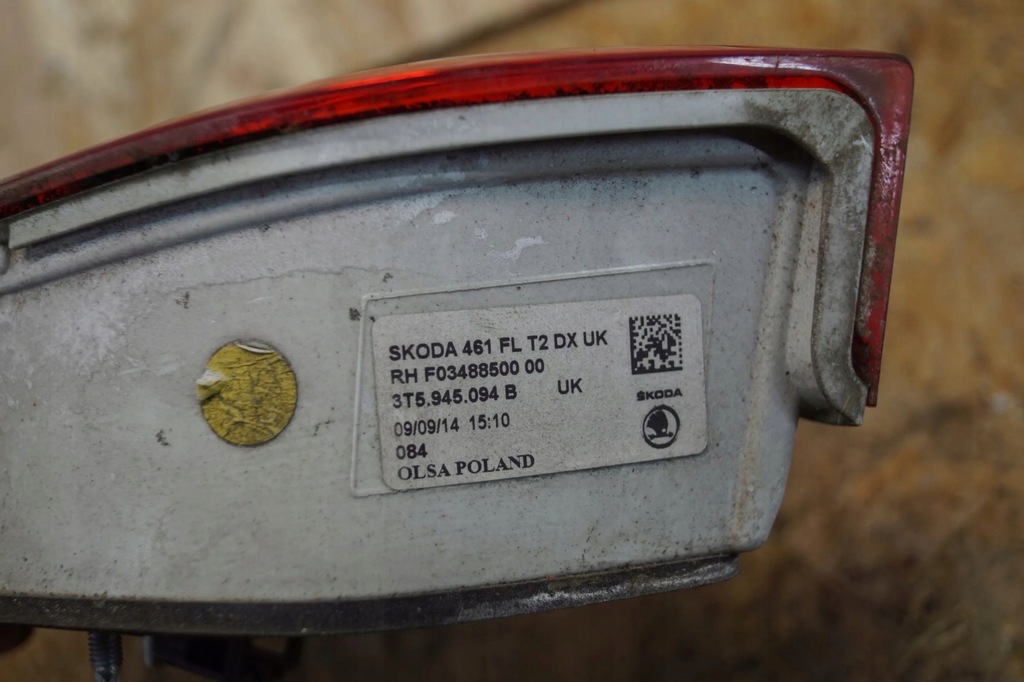 SKODA 461 FL T2 DX UK
RH F03488500 00
3T5.945.094 B UK
09/09/14 15:10
084
OLSA POLAND
ŠKODA